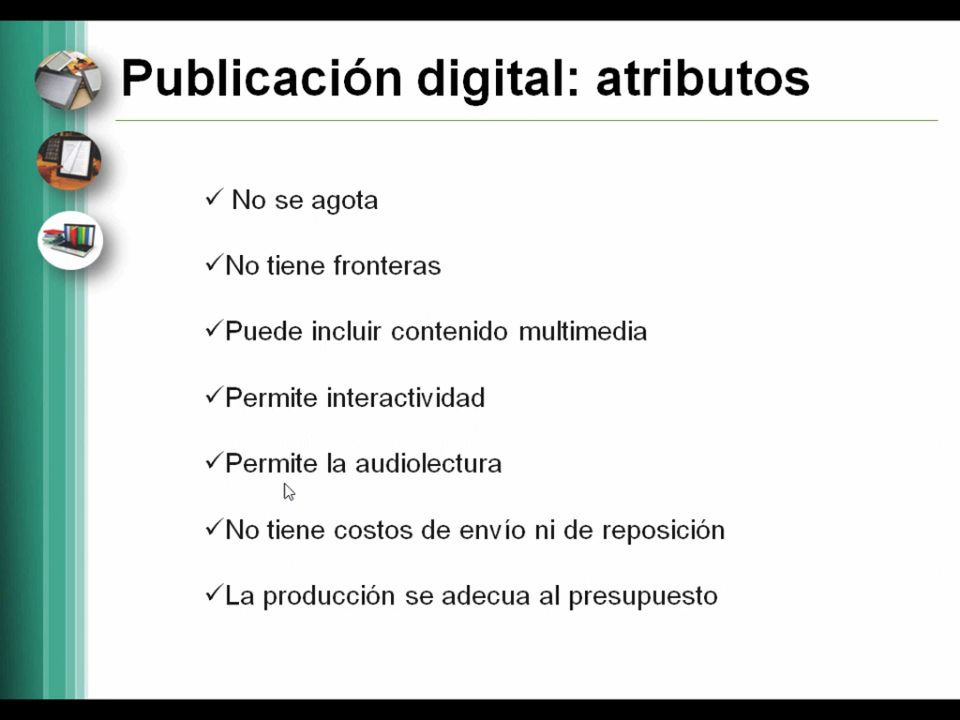 Publicación digital: atributos
✓ No se agota
✓No tiene fronteras
✓Puede incluir contenido multimedia
✓Permite interactividad
✓Permite la audiolectura
✓No tiene costos de envío ni de reposición
✓La producción se adecua al presupuesto